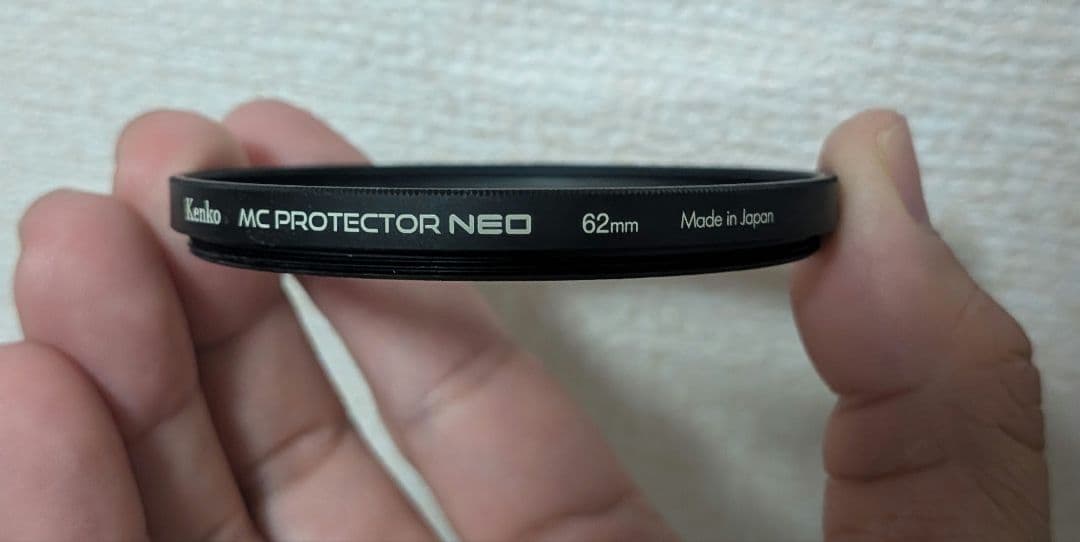 Kenko MC PROTECTOR NEO 62mm Made in Japan